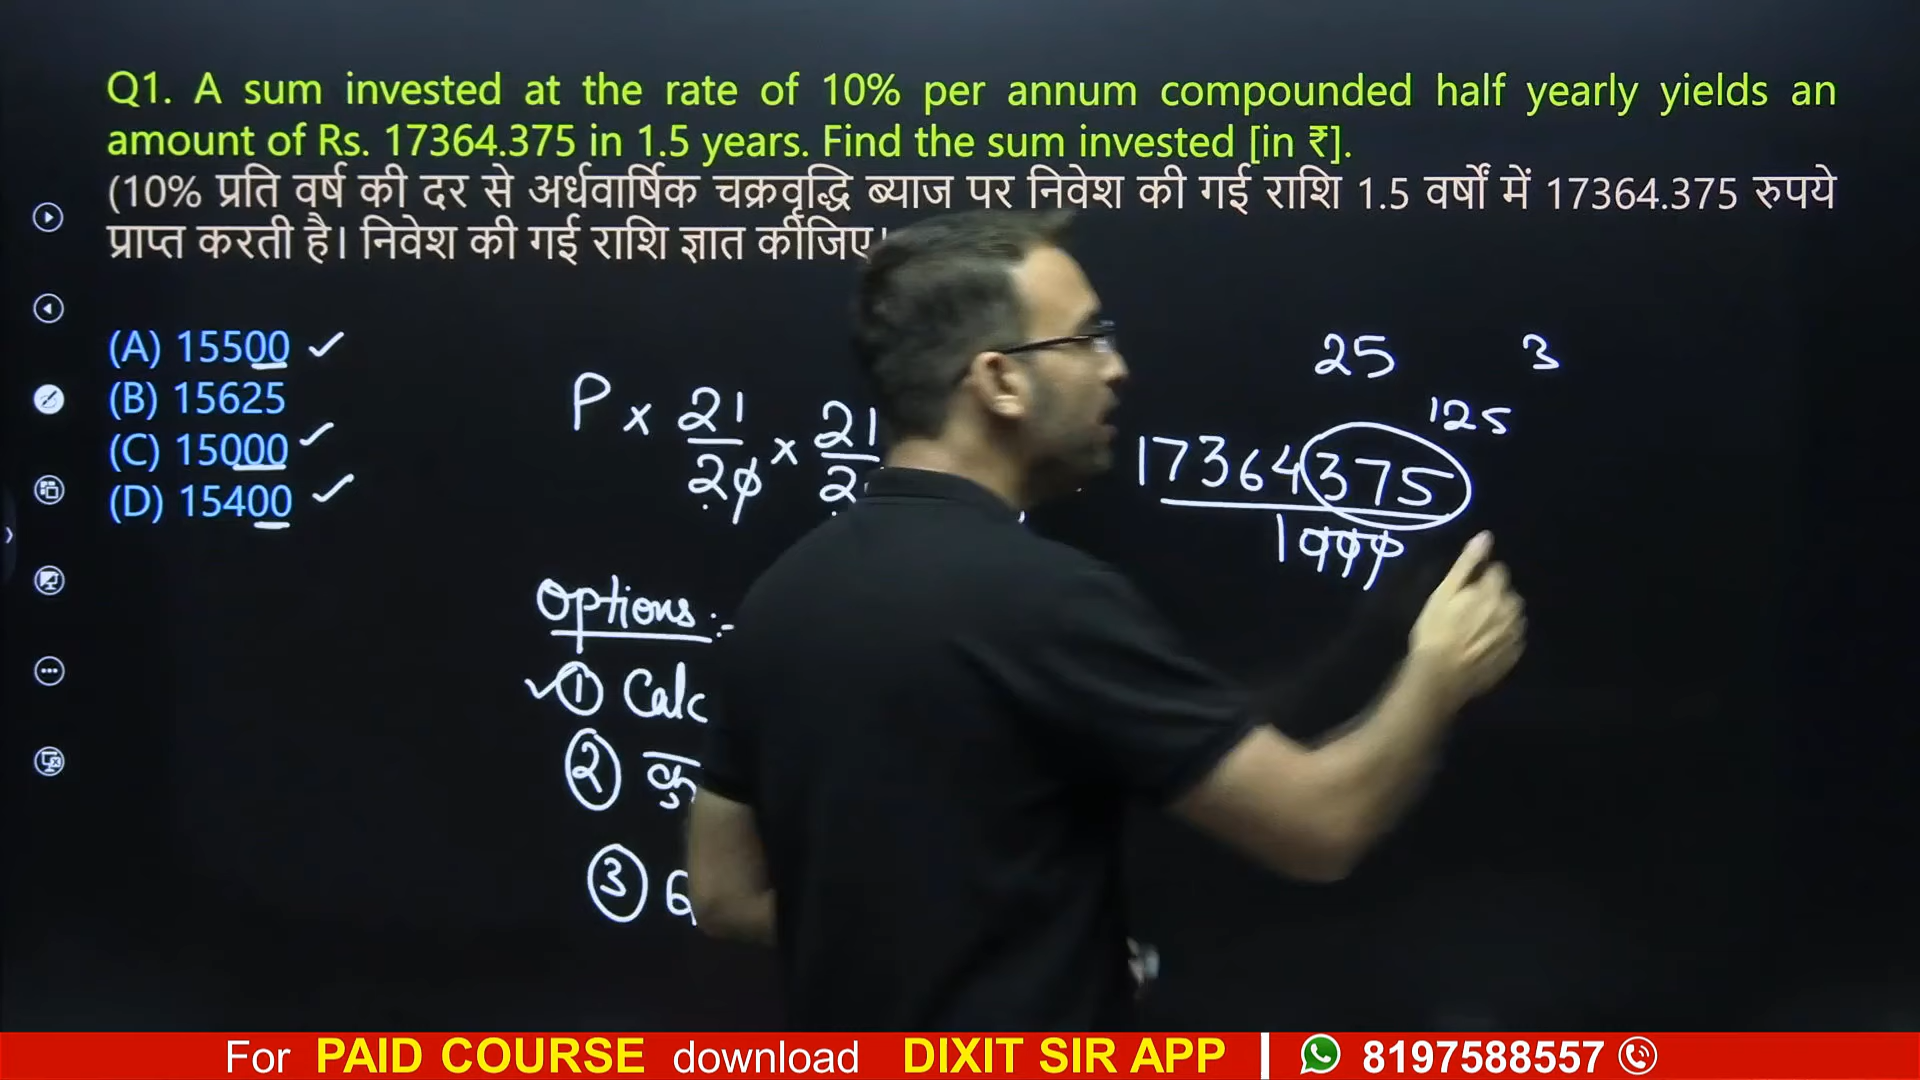 Q1. A sum invested at the rate of 10% per annum compounded half yearly yields an
amount of Rs. 17364.375 in 1.5 years. Find the sum invested [in ₹].
(10% प्रति वर्ष की दर से अर्धवार्षिक चक्रवृद्धि ब्याज पर निवेश की गई राशि 1.5 वर्षों में 17364.375 रुपये
प्राप्त करती है। निवेश की गई राशि ज्ञात कीजिए।
(A) 15500 ✓
(B) 15625
(C) 15000 ✓
(D) 15400 ✓
P × 21/20 × 21/2
25 3
125
17364375
1000
Options :-
✓① Calc
②
③
For PAID COURSE download DIXIT SIR APP | 8197588557